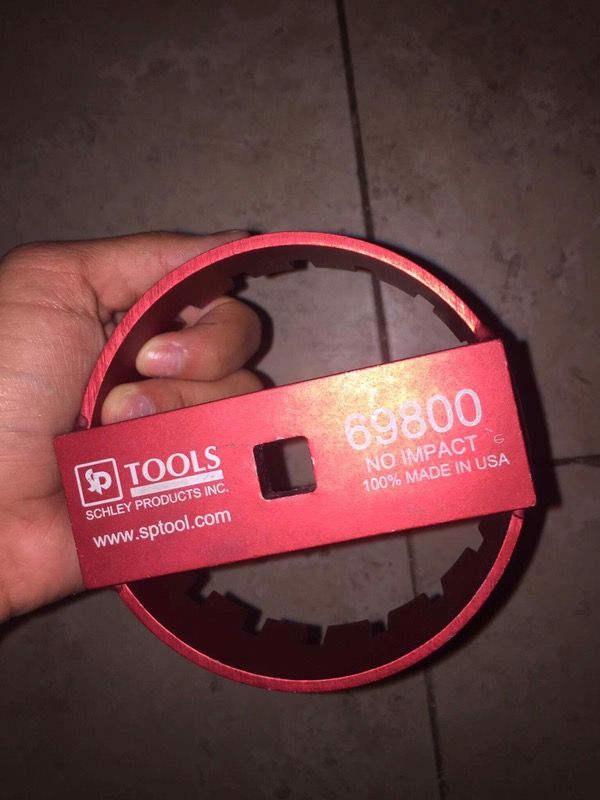 SP TOOLS
SCHLEY PRODUCTS INC.
www.sptool.com
69800
NO IMPACT
100% MADE IN USA